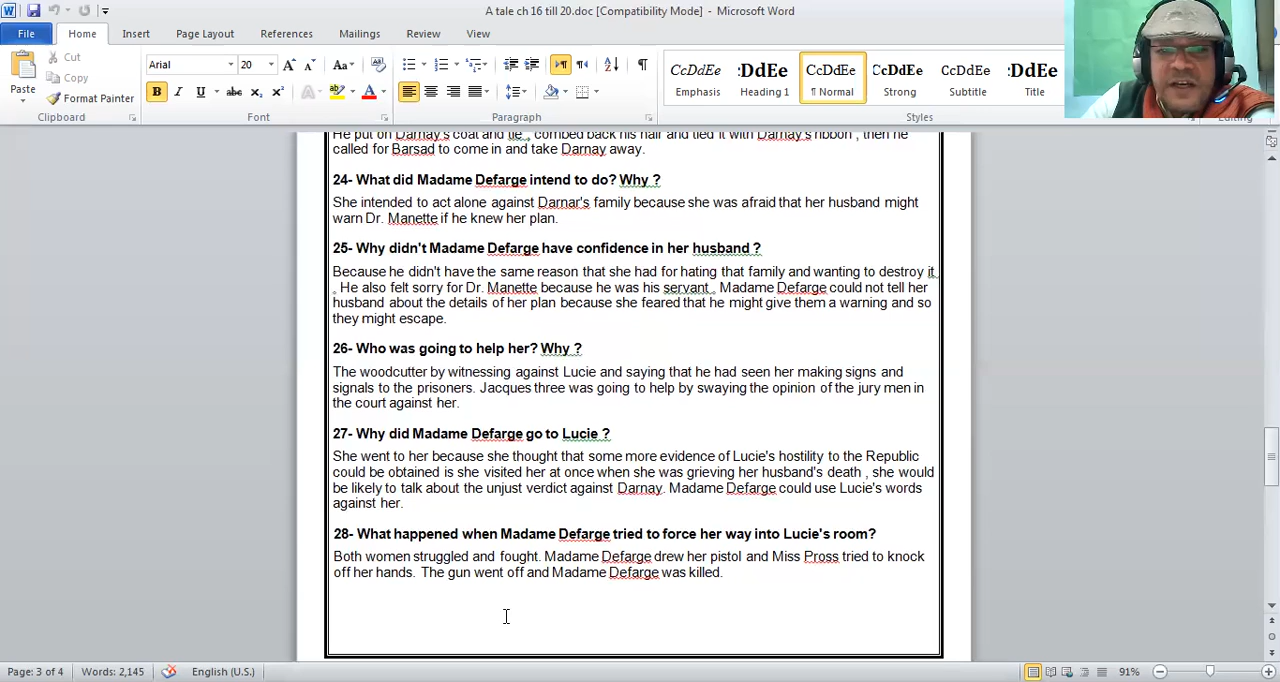 A tale ch 16 till 20.doc [Compatibility Mode] - Microsoft Word
File Home Insert Page Layout References Mailings Review View
Paste
Cut
Copy
Format Painter
Clipboard
Arial 20
Font
Paragraph
CcDdEe :DdEe CcDdEe CcDdEe CcDdEe :DdEe
Emphasis Heading 1 ¶ Normal Strong Subtitle Title
Styles
Editing
He put on Darnay's coat and tie , combed back his hair and tied it with Darnay's ribbon , then he
called for Barsad to come in and take Darnay away.
24- What did Madame Defarge intend to do? Why ?
She intended to act alone against Darnar's family because she was afraid that her husband might
warn Dr. Manette if he knew her plan.
25- Why didn't Madame Defarge have confidence in her husband ?
Because he didn't have the same reason that she had for hating that family and wanting to destroy it
. He also felt sorry for Dr. Manette because he was his servant . Madame Defarge could not tell her
husband about the details of her plan because she feared that he might give them a warning and so
they might escape.
26- Who was going to help her? Why ?
The woodcutter by witnessing against Lucie and saying that he had seen her making signs and
signals to the prisoners. Jacques three was going to help by swaying the opinion of the jury men in
the court against her.
27- Why did Madame Defarge go to Lucie ?
She went to her because she thought that some more evidence of Lucie's hostility to the Republic
could be obtained is she visited her at once when she was grieving her husband's death , she would
be likely to talk about the unjust verdict against Darnay. Madame Defarge could use Lucie's words
against her.
28- What happened when Madame Defarge tried to force her way into Lucie's room?
Both women struggled and fought. Madame Defarge drew her pistol and Miss Pross tried to knock
off her hands. The gun went off and Madame Defarge was killed.
Page: 3 of 4 Words: 2,145 English (U.S.) 91%